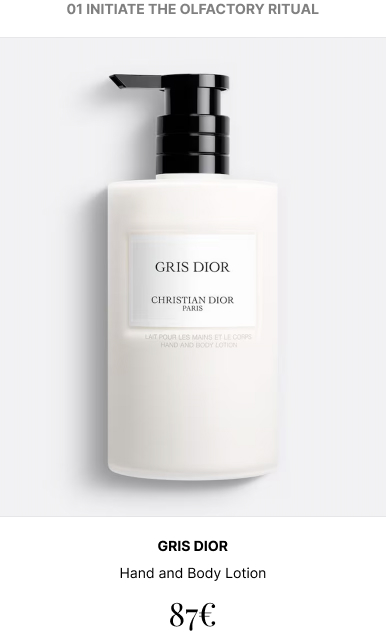 01 INITIATE THE OLFACTORY RITUAL
GRIS DIOR
CHRISTIAN DIOR
PARIS
LAIT POUR LES MAINS ET LE CORPS
HAND AND BODY LOTION
GRIS DIOR
Hand and Body Lotion
87€